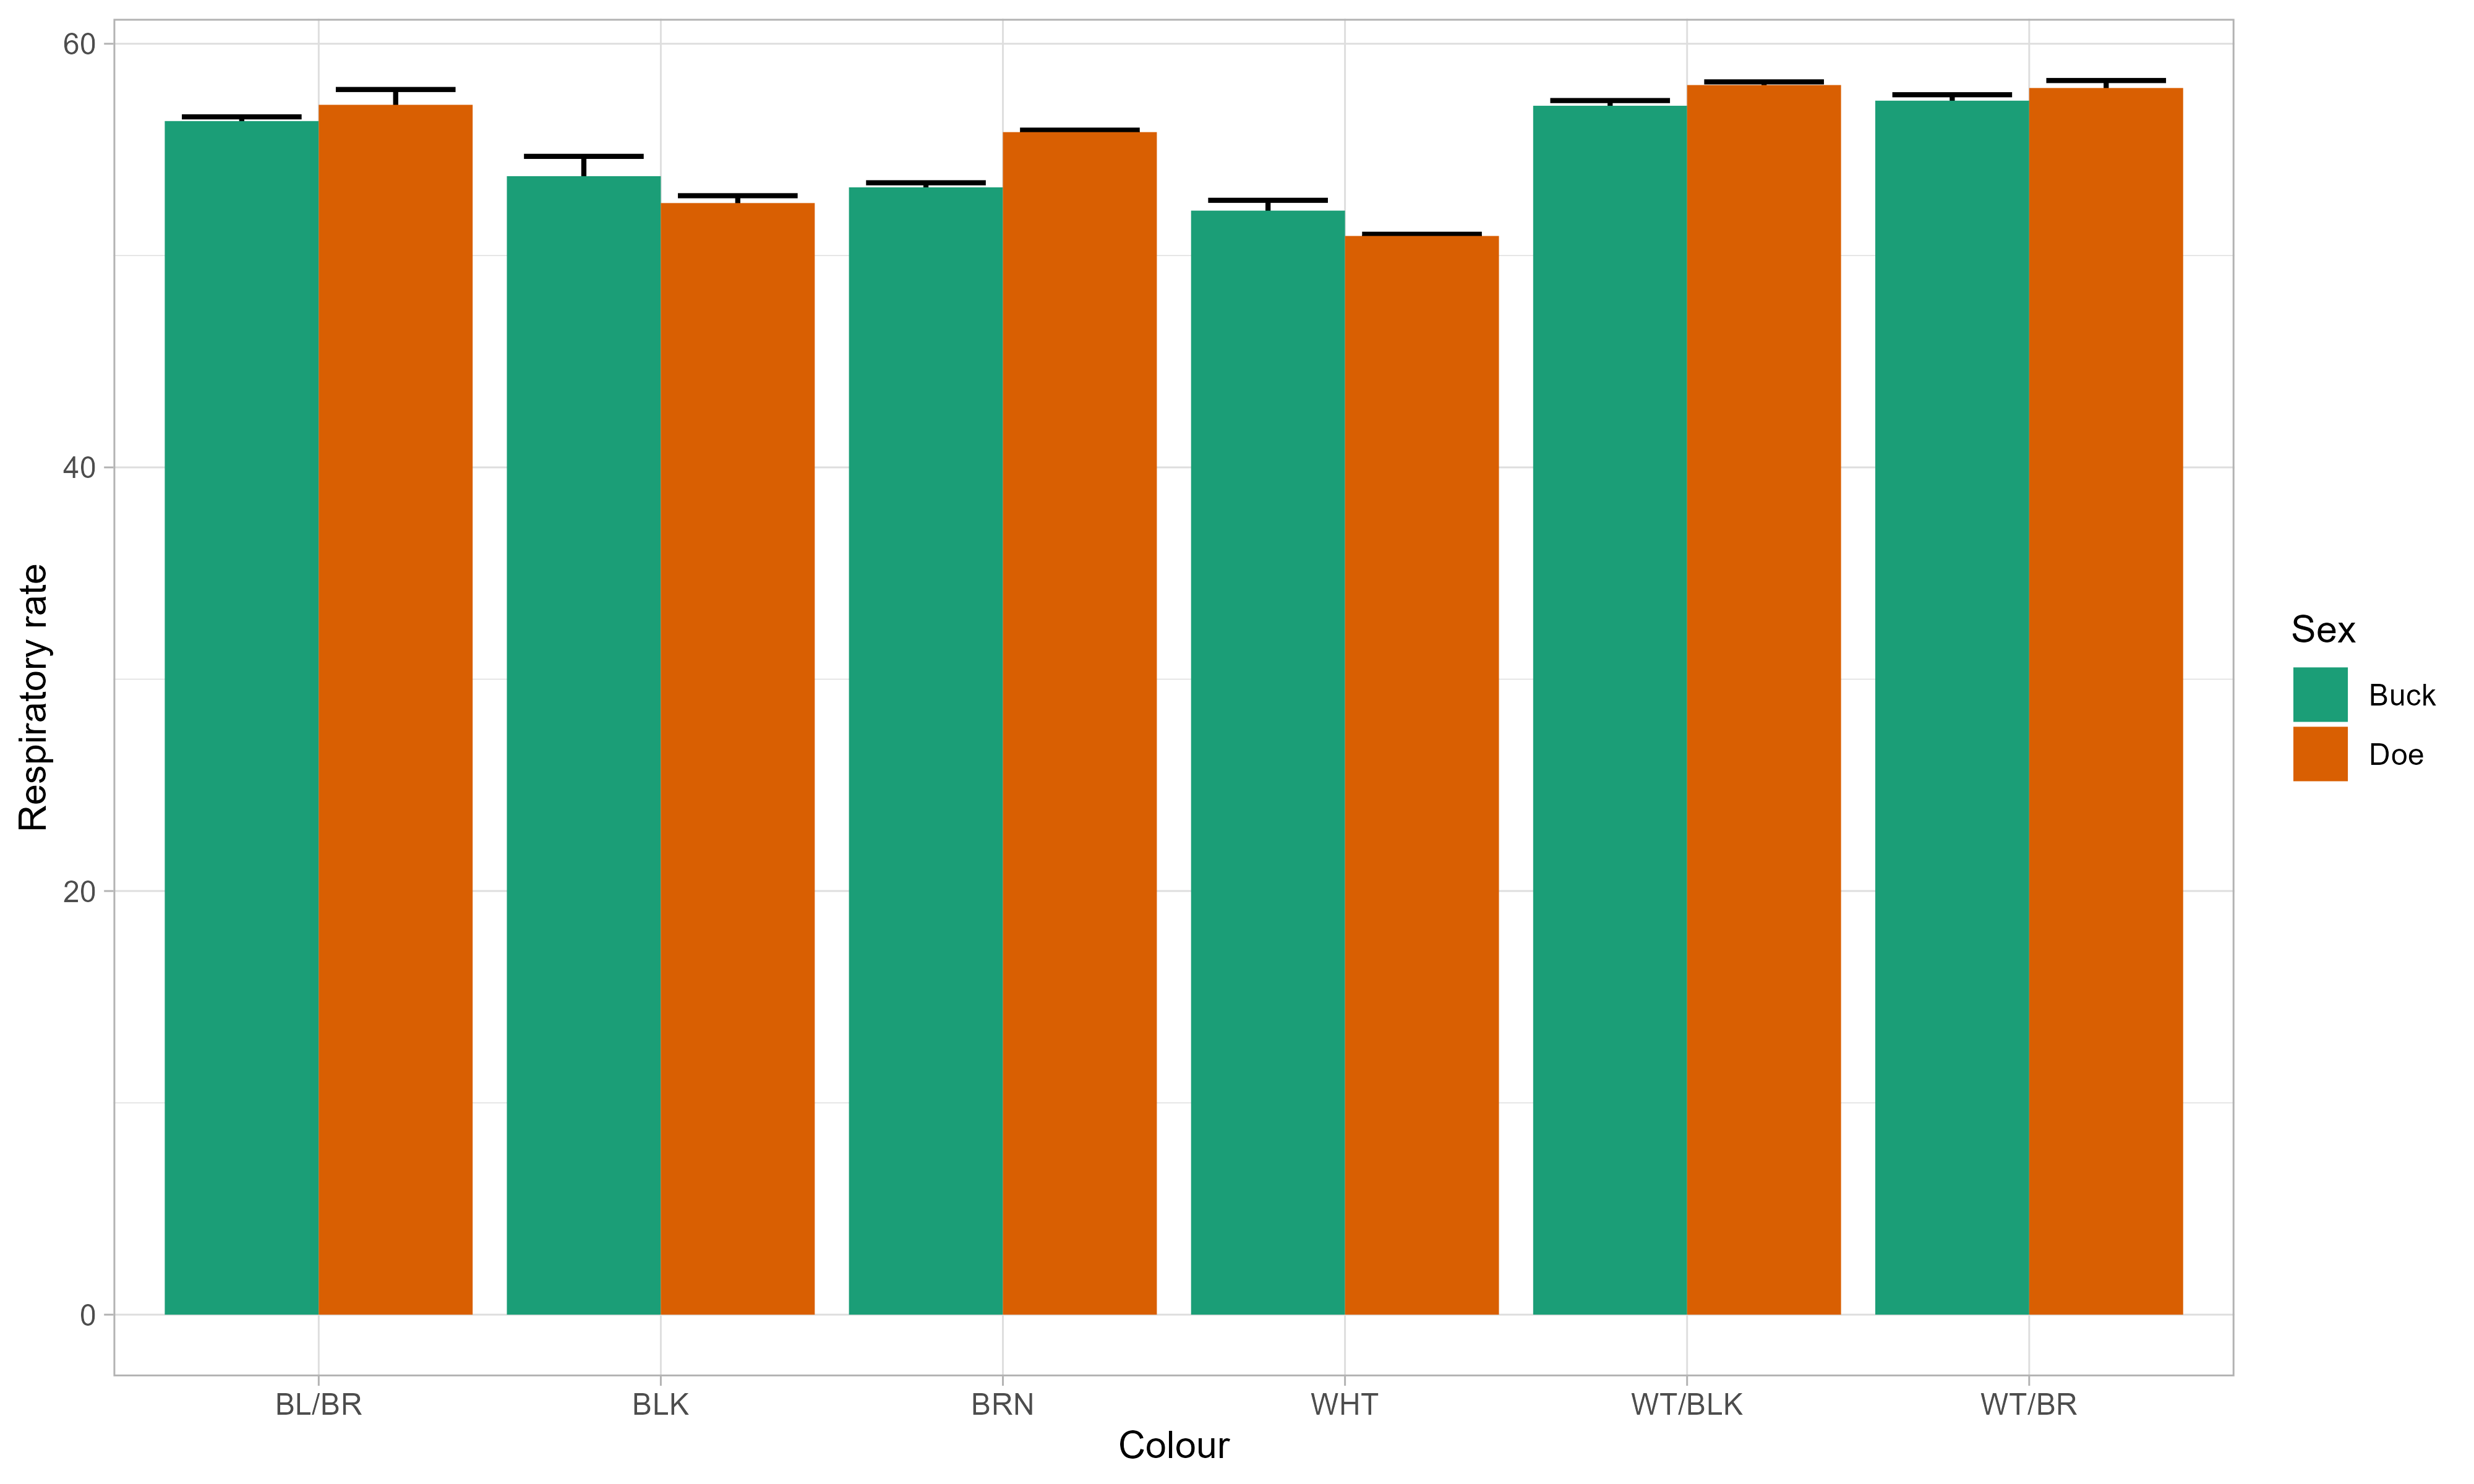 60
40
20
0
Respiratory rate
BL/BR BLK BRN WHT WT/BLK WT/BR
Colour
Sex
Buck
Doe